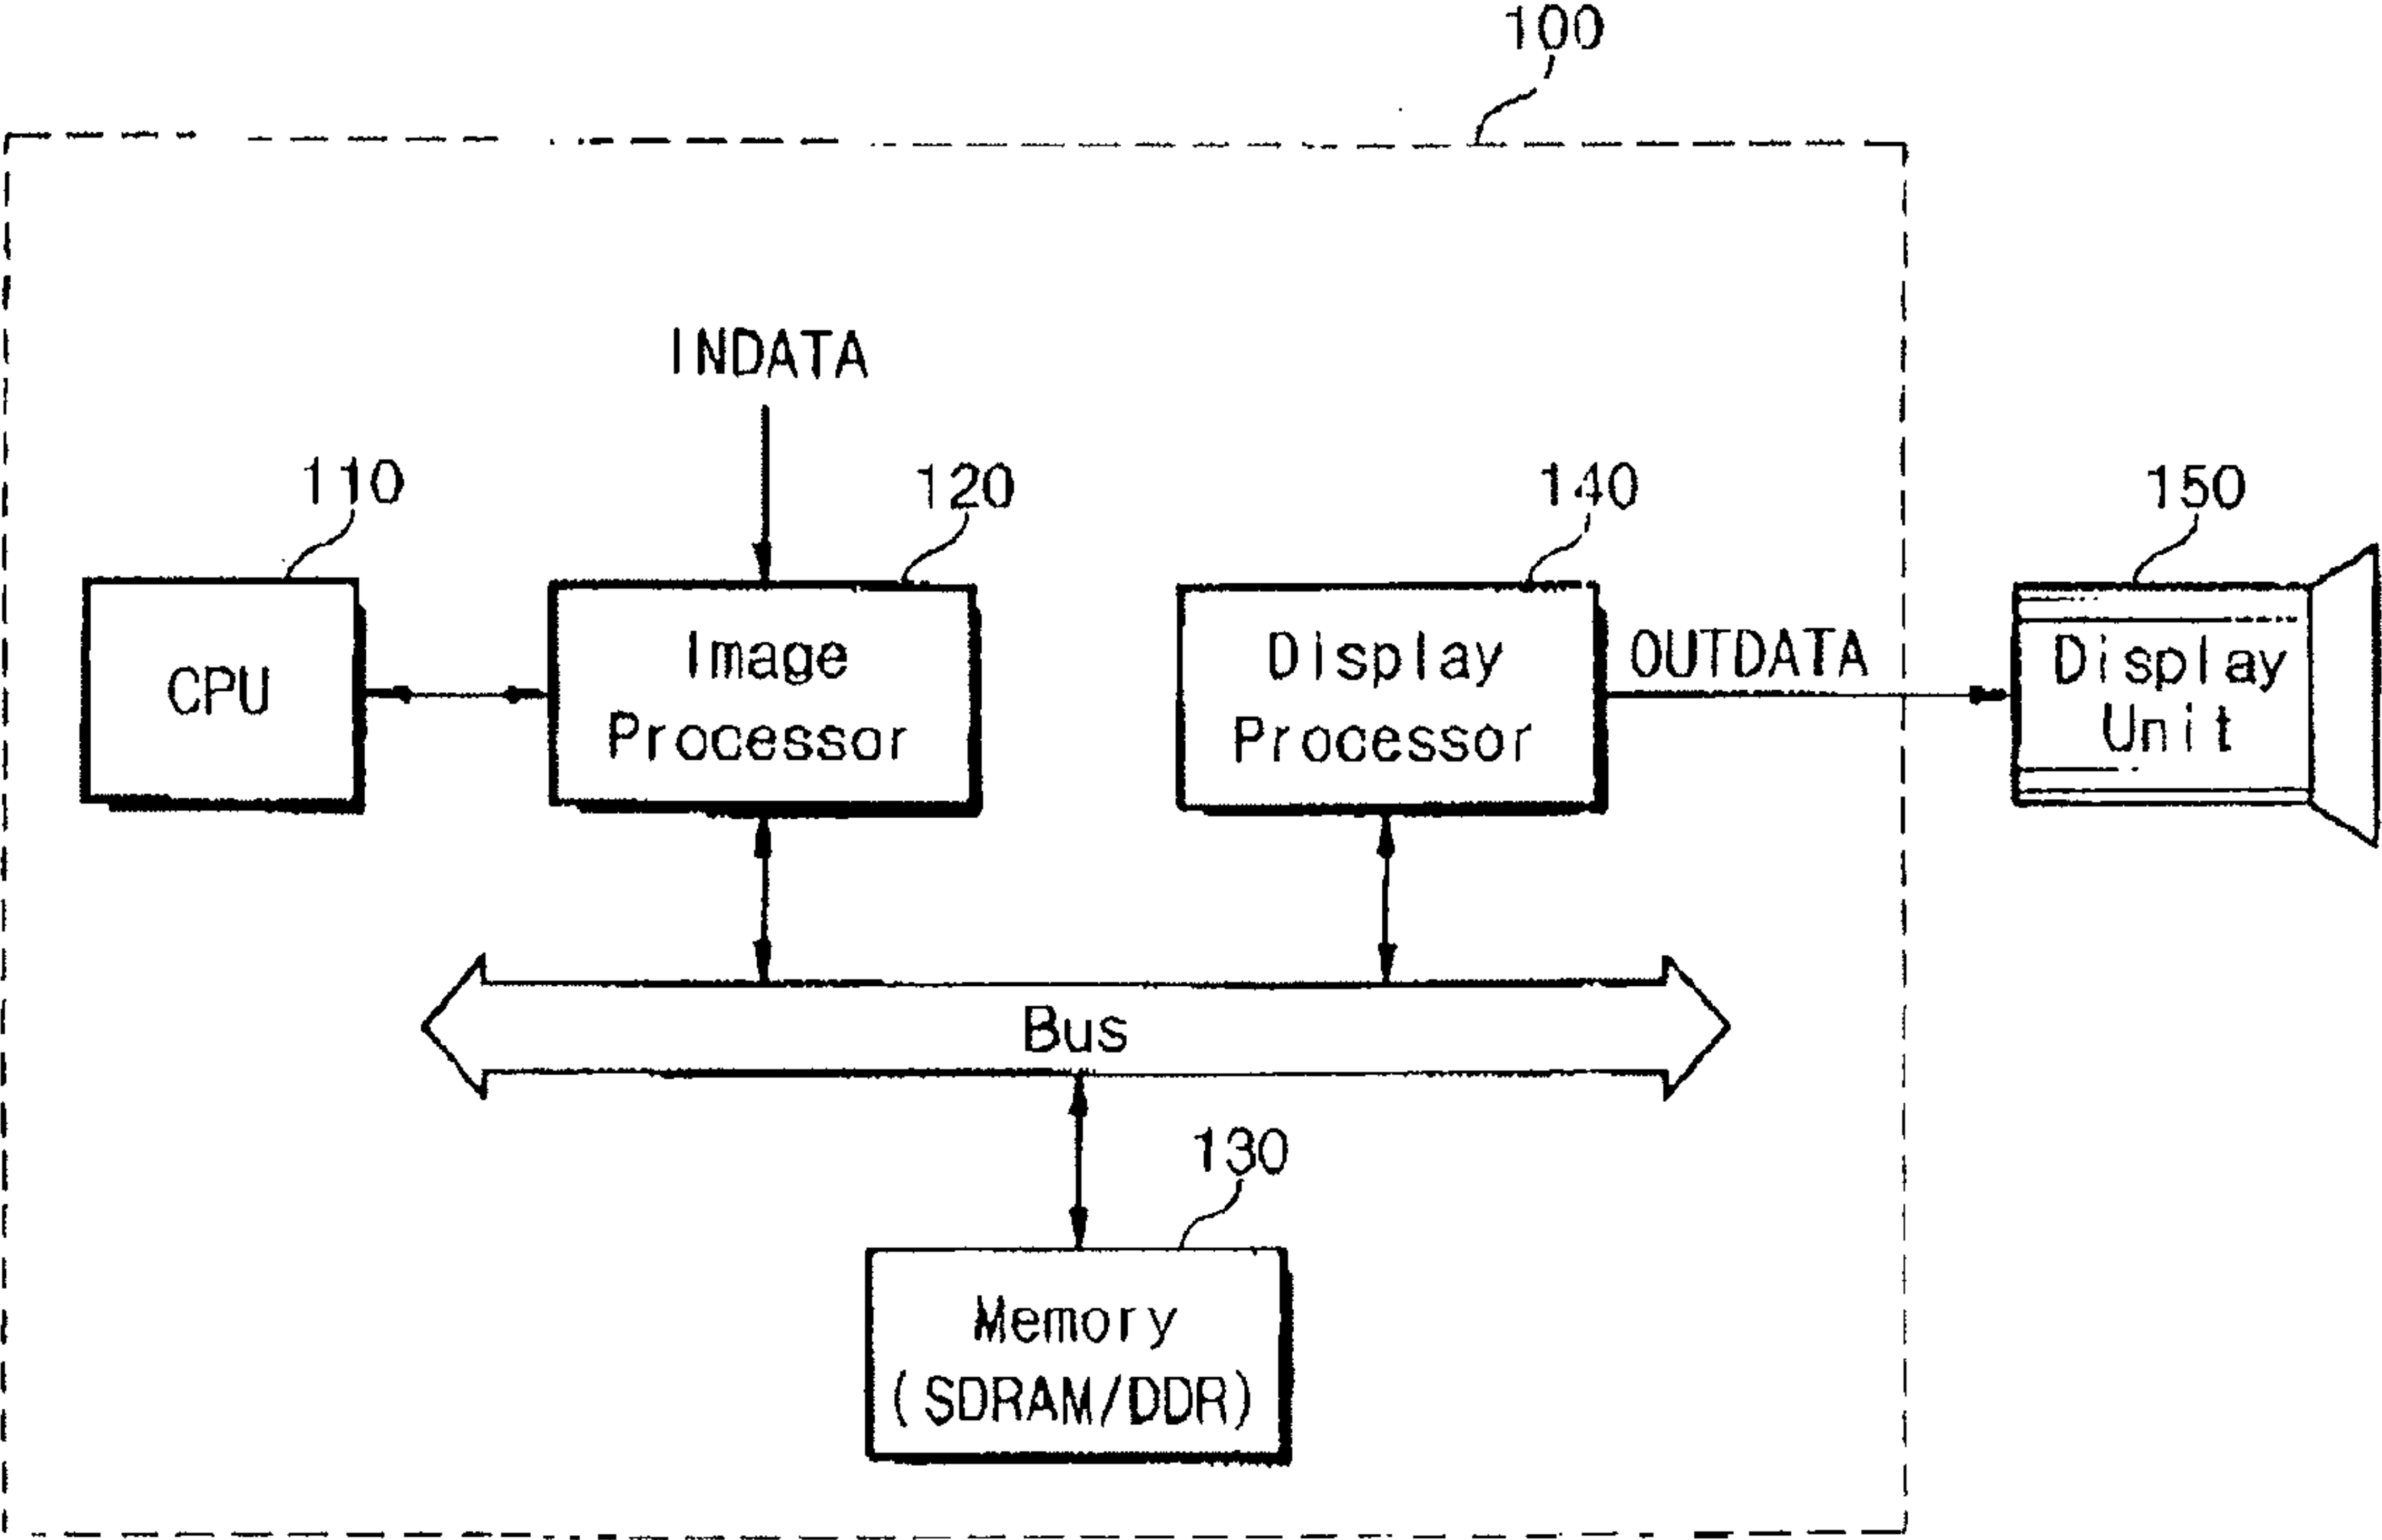 100
INDATA
110
120
140
150
CPU
Image
Processor
Display
Processor
OUTDATA
Display
Unit
Bus
130
Memory
(SDRAM/DDR)